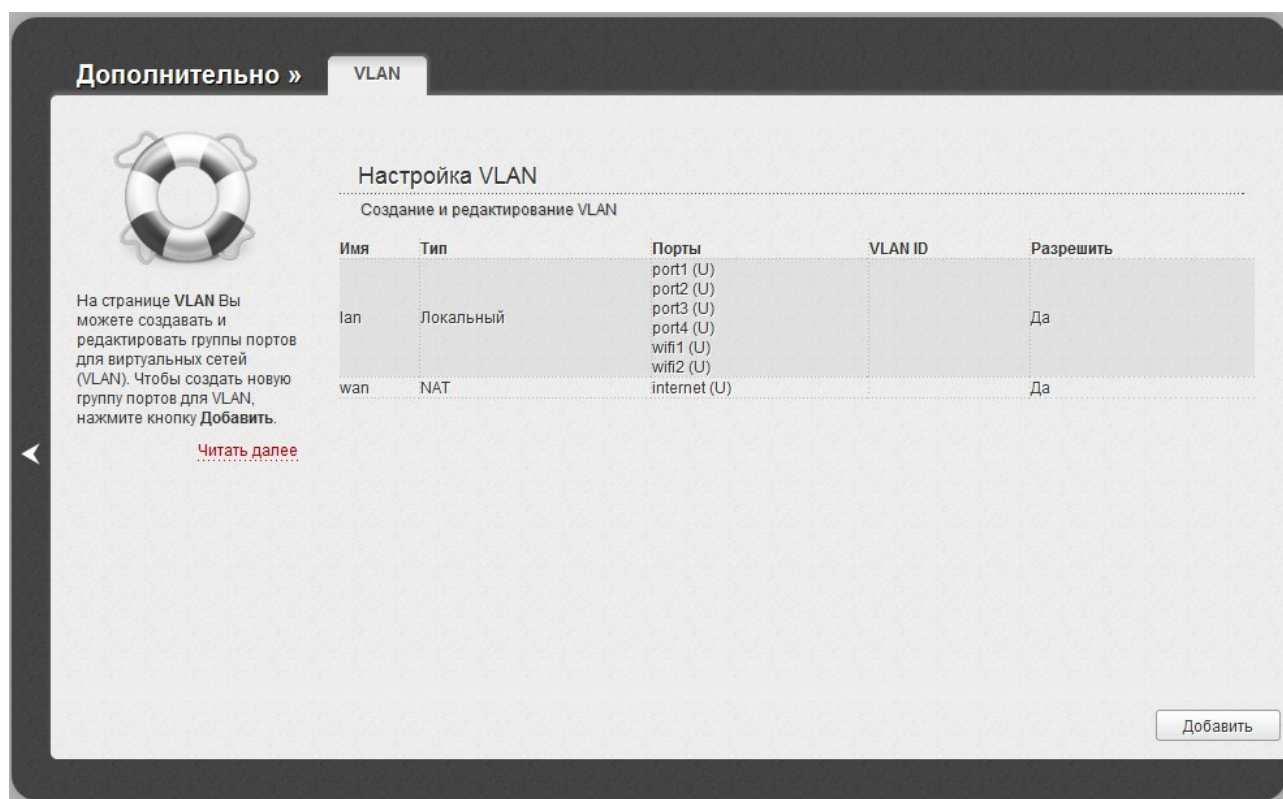 Дополнительно »
VLAN
На странице VLAN Вы
можете создавать и
редактировать группы портов
для виртуальных сетей
(VLAN). Чтобы создать новую
группу портов для VLAN,
нажмите кнопку Добавить.
Читать далее
Настройка VLAN
Создание и редактирование VLAN
Имя Тип Порты VLAN ID Разрешить
port1 (U)
port2 (U)
port3 (U)
lan Локальный Да
port4 (U)
wifi1 (U)
wifi2 (U)
wan NAT internet (U) Да
Добавить